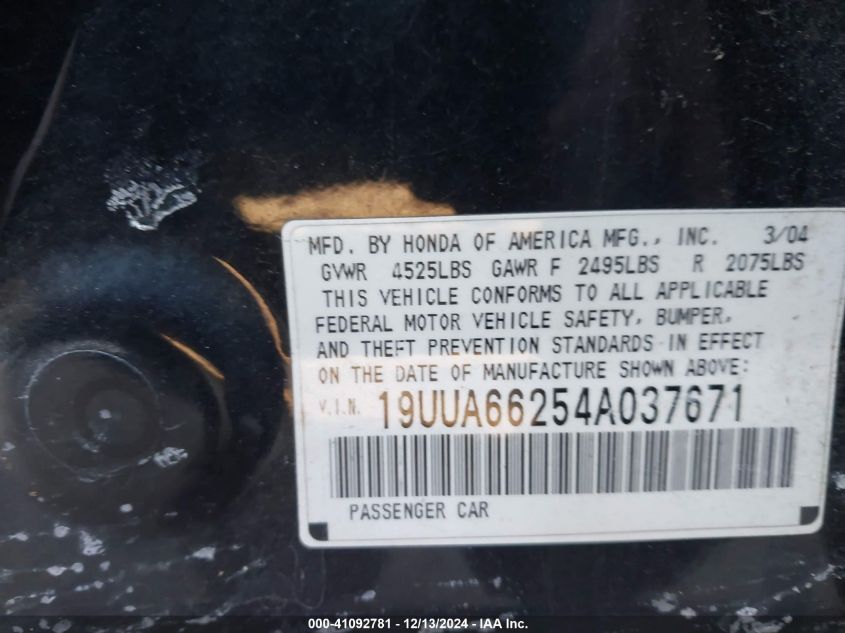 MFD. BY HONDA OF AMERICA MFG., INC. 3/04
GVWR 4525LBS GAWR F 2495LBS R 2075LBS
THIS VEHICLE CONFORMS TO ALL APPLICABLE
FEDERAL MOTOR VEHICLE SAFETY, BUMPER,
AND THEFT PREVENTION STANDARDS IN EFFECT
ON THE DATE OF MANUFACTURE SHOWN ABOVE:
V.I.N. 19UUA66254A037671
PASSENGER CAR
000-41092781 - 12/13/2024 - IAA Inc.